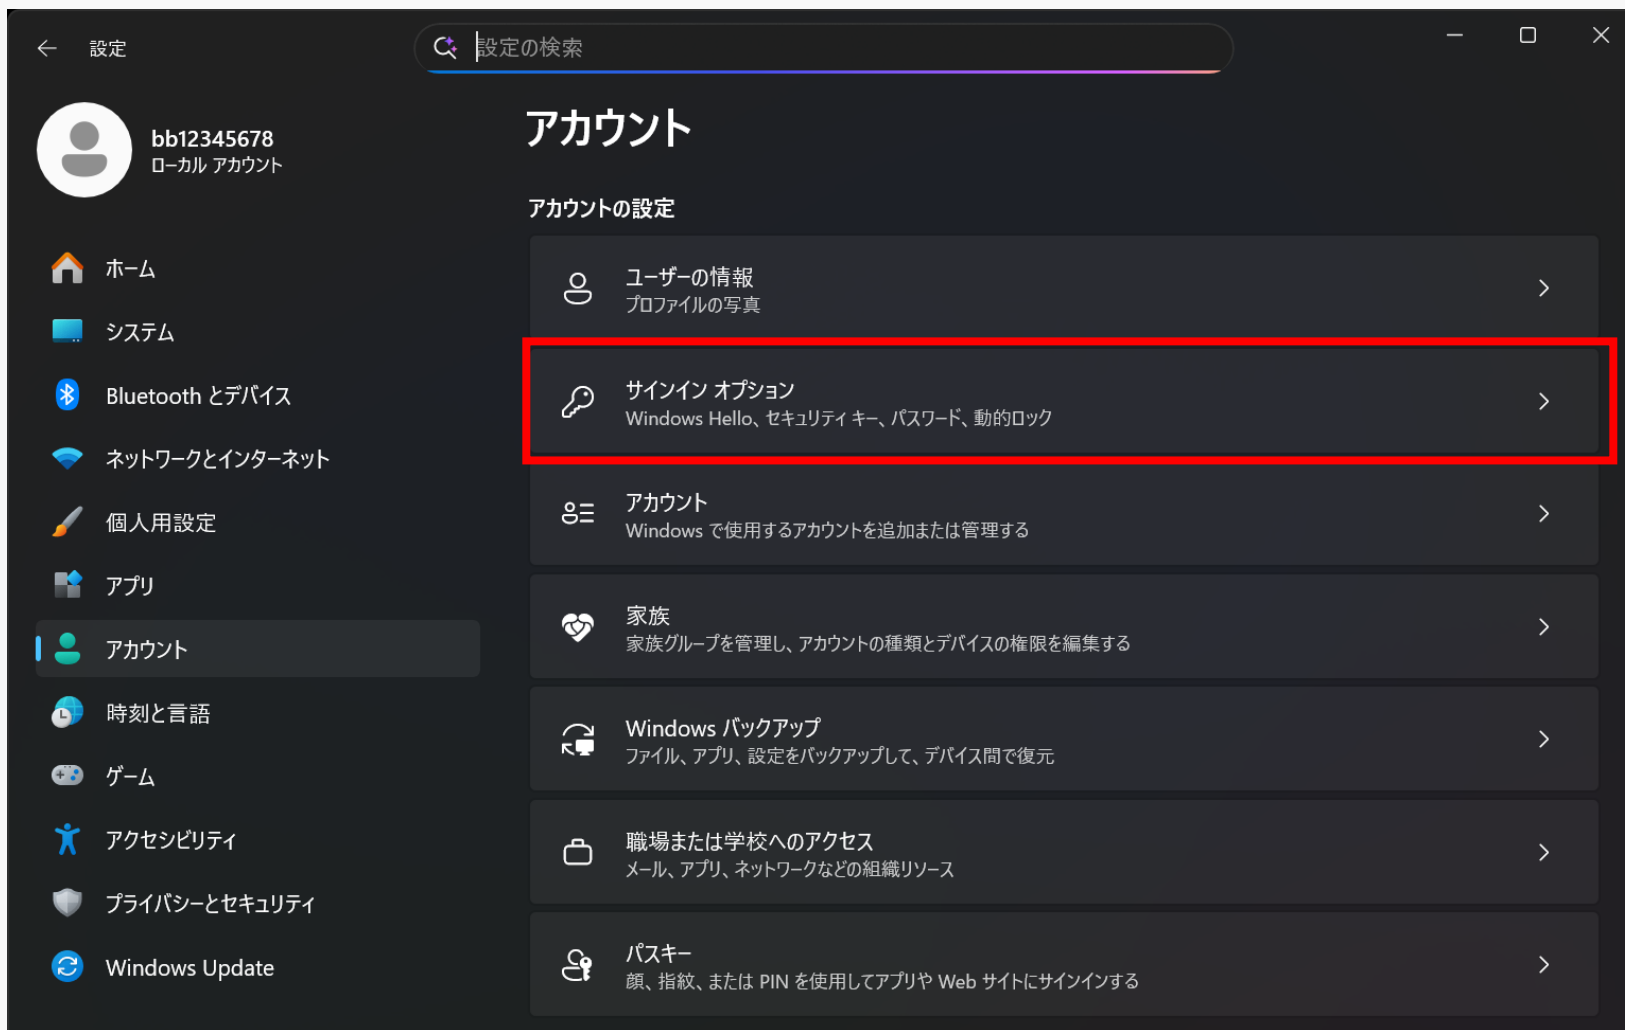 設定
設定の検索
bb12345678
ローカル アカウント
ホーム
システム
Bluetooth とデバイス
ネットワークとインターネット
個人用設定
アプリ
アカウント
時刻と言語
ゲーム
アクセシビリティ
プライバシーとセキュリティ
Windows Update
アカウント
アカウントの設定
ユーザーの情報
プロファイルの写真
サインイン オプション
Windows Hello、セキュリティ キー、パスワード、動的ロック
アカウント
Windows で使用するアカウントを追加または管理する
家族
家族グループを管理し、アカウントの種類とデバイスの権限を編集する
Windows バックアップ
ファイル、アプリ、設定をバックアップして、デバイス間で復元
職場または学校へのアクセス
メール、アプリ、ネットワークなどの組織リソース
パスキー
顔、指紋、または PIN を使用してアプリや Web サイトにサインインする